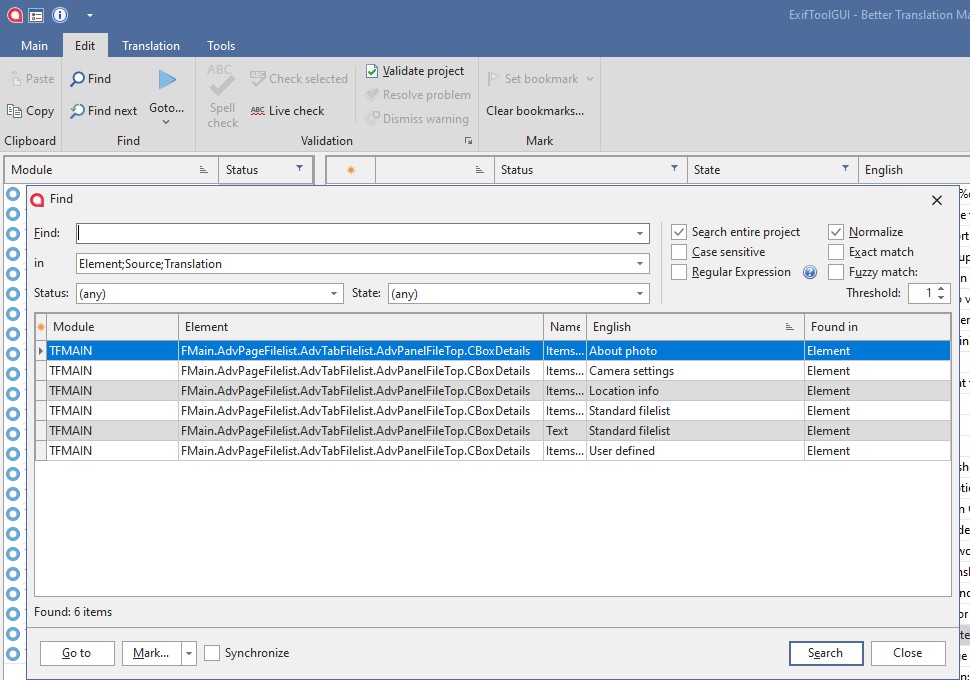 ExifToolGUI - Better Translation Ma
Main Edit Translation Tools
Paste Find ABC ABC Check selected Validate project Set bookmark
Resolve problem
Copy Find next Goto... Spell check ABC Live check Dismiss warning Clear bookmarks...
Clipboard Find Validation Mark
Module Status Status State English
Find
Find: Search entire project Normalize
in Element;Source;Translation Case sensitive Exact match
Regular Expression Fuzzy match:
Status: (any) State: (any) Threshold: 1
Module Element Name English Found in
TFMAIN FMain.AdvPageFilelist.AdvTabFilelist.AdvPanelFileTop.CBoxDetails Items... About photo Element
TFMAIN FMain.AdvPageFilelist.AdvTabFilelist.AdvPanelFileTop.CBoxDetails Items... Camera settings Element
TFMAIN FMain.AdvPageFilelist.AdvTabFilelist.AdvPanelFileTop.CBoxDetails Items... Location info Element
TFMAIN FMain.AdvPageFilelist.AdvTabFilelist.AdvPanelFileTop.CBoxDetails Items... Standard filelist Element
TFMAIN FMain.AdvPageFilelist.AdvTabFilelist.AdvPanelFileTop.CBoxDetails Text Standard filelist Element
TFMAIN FMain.AdvPageFilelist.AdvTabFilelist.AdvPanelFileTop.CBoxDetails Items... User defined Element
Found: 6 items
Go to Mark... Synchronize Search Close